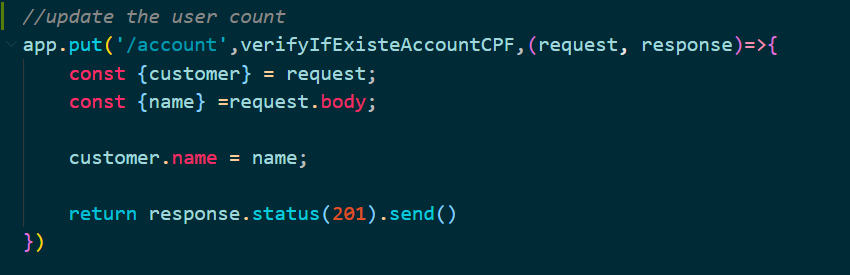 //update the user count
app.put('/account',verifyIfExisteAccountCPF,(request, response)=>{
const {customer} = request;
const {name} =request.body;
customer.name = name;
return response.status(201).send()
})